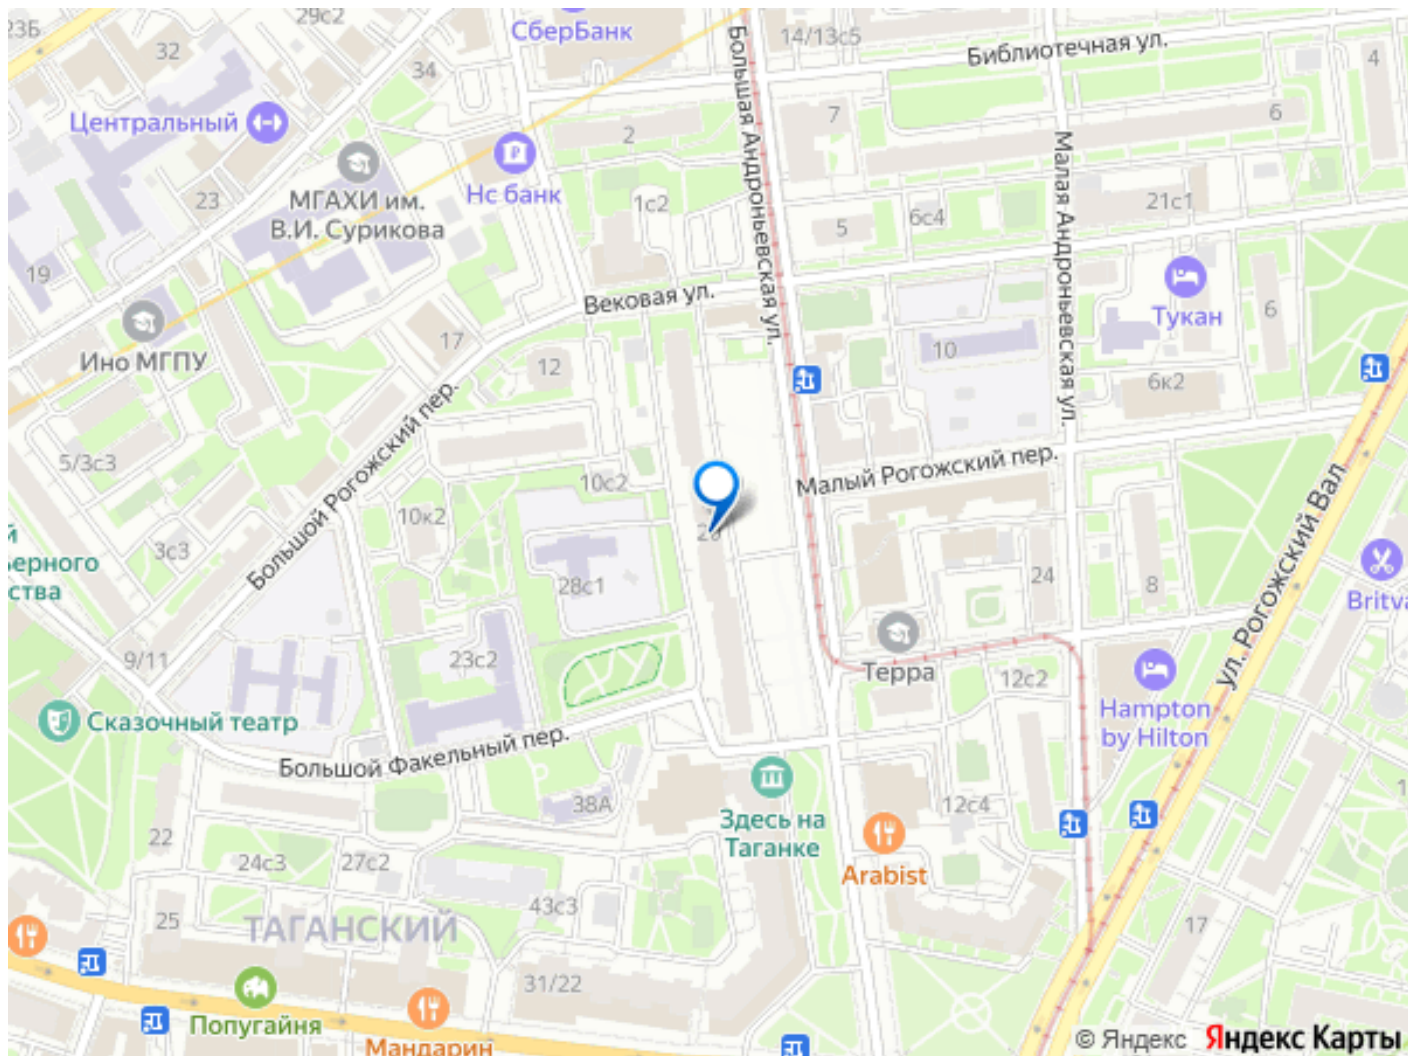 29с2
СберБанк
23Б
32
34
14/13с5
Библиотечная ул.
4
Большая Андроньевская ул.
Центральный
2
7
6
МГАХИ им.
В.И. Сурикова
Нс банк
23
1с2
5
6с4
21с1
Малая Андроньевская ул.
19
Вековая ул.
Тукан
6
Ино МГПУ
17
12
10
6к2
Большой Рогожский пер.
5/3с3
10с2
Малый Рогожский пер.
10к2
ул. Рогожский Вал
й
ьерного
ства
3с3
28с1
24
8
Britva
9/11
23с2
Терра
12с2
Сказочный театр
Hampton
by Hilton
Большой Факельный пер.
38А
Здесь на
Таганке
12с4
Arabist
22
24с3
27с2
43с3
25
ТАГАНСКИЙ
17
31/22
Попугайня
Мандарин
© Яндекс Яндекс Карты